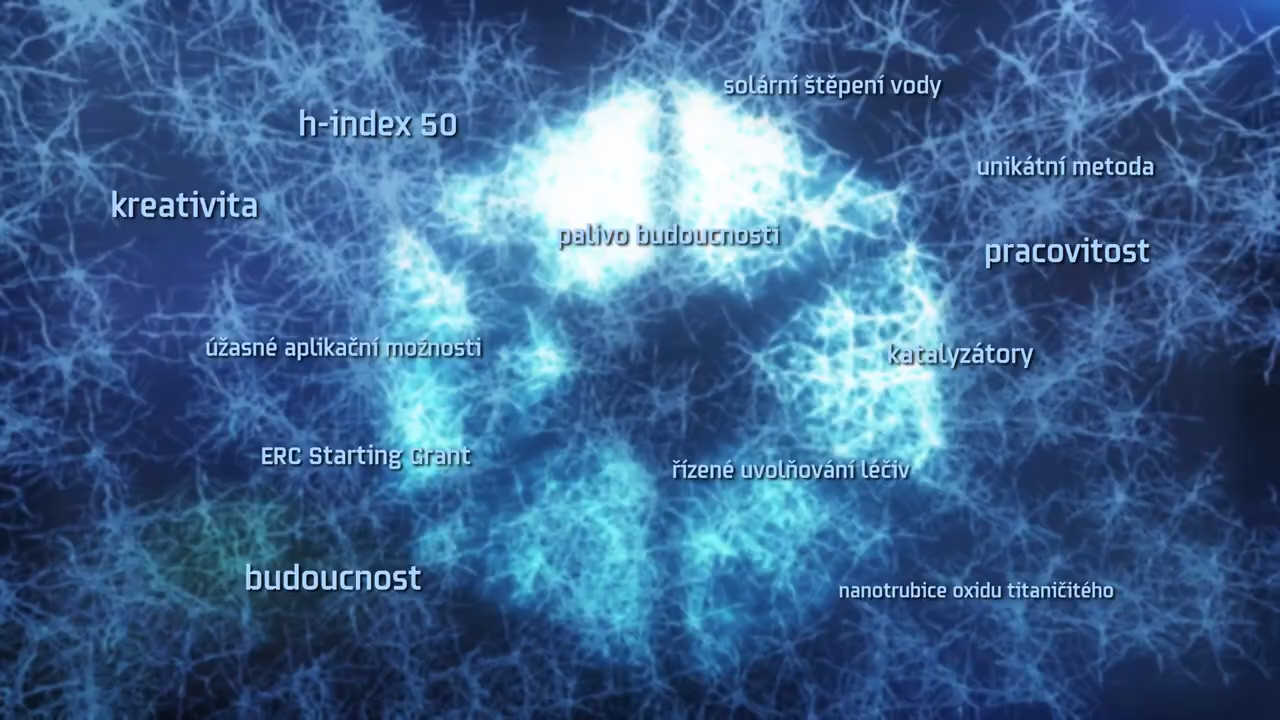 solární štěpení vody
h-index 50
unikátní metoda
kreativita
palivo budoucnosti
pracovitost
úžasné aplikační možnosti
katalyzátory
ERC Starting Grant
řízené uvolňování léčiv
budoucnost
nanotrubice oxidu titaničitého